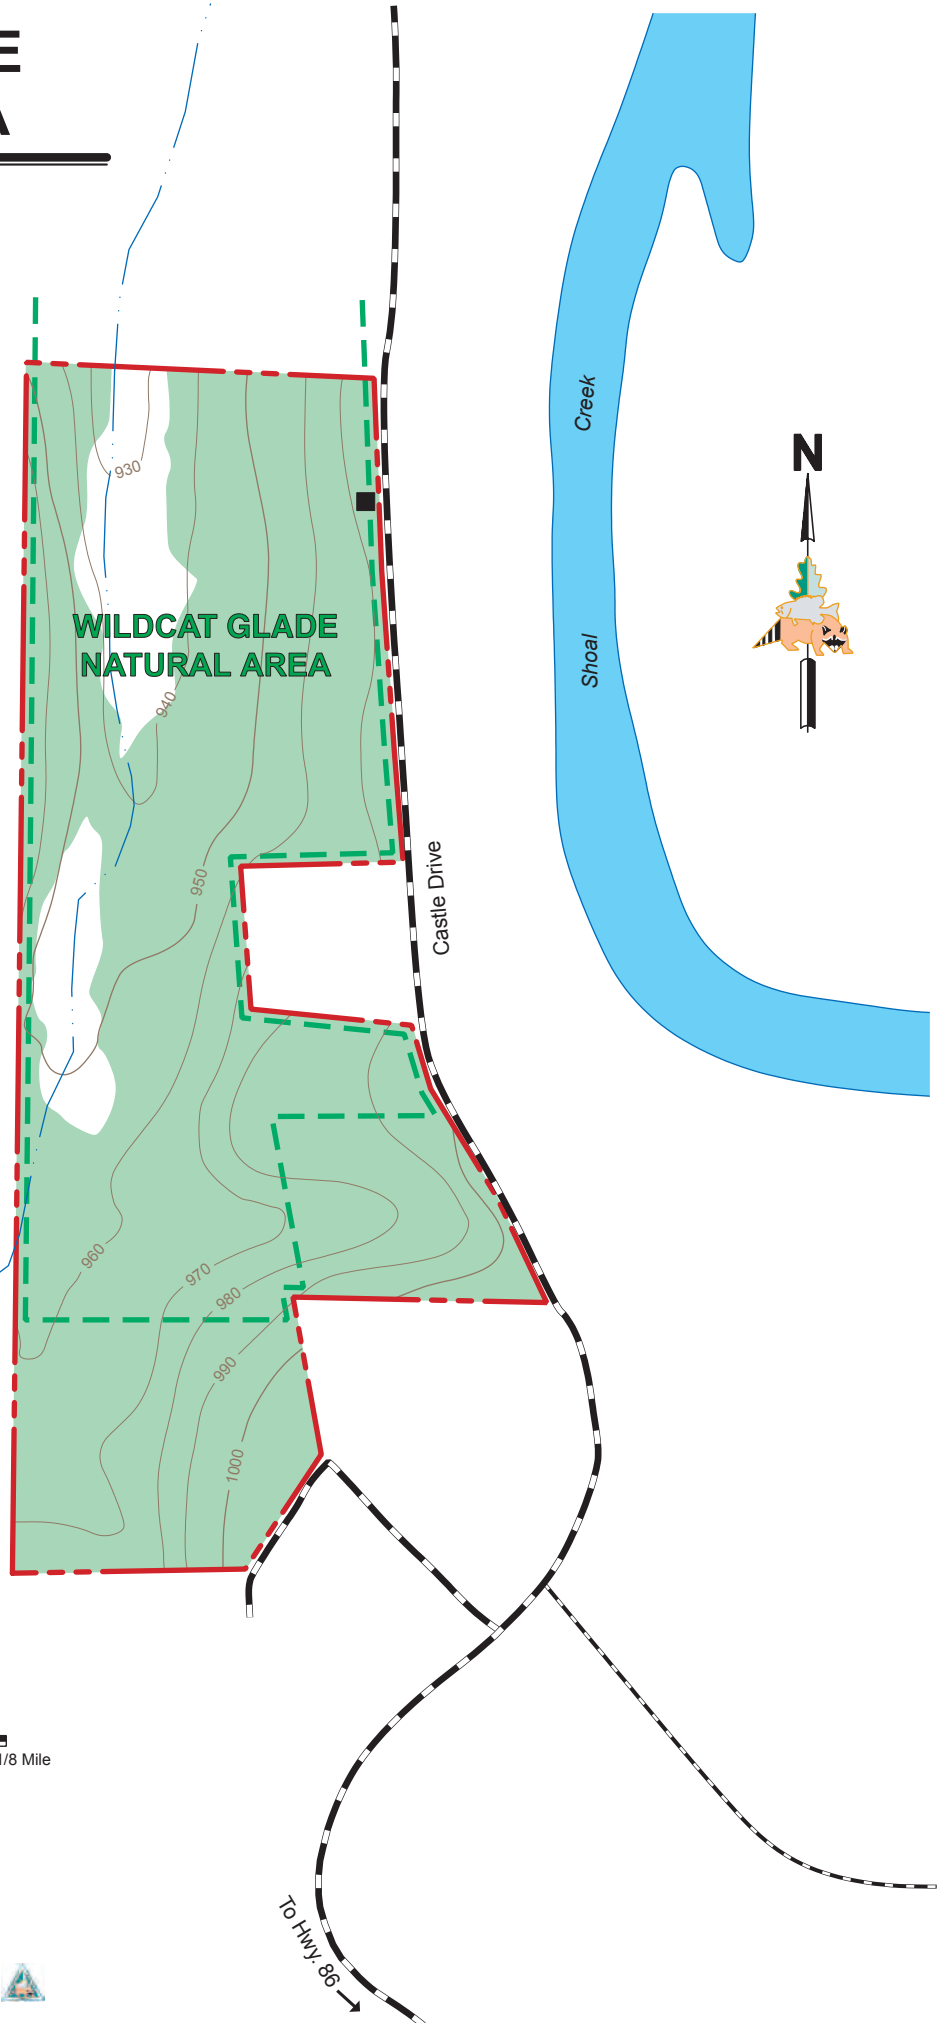 E
A
Creek
N
930
WILDCAT GLADE
NATURAL AREA
Shoal
940
Castle Drive
950
960
970
980
990
1000
1/8 Mile
To Hwy. 86